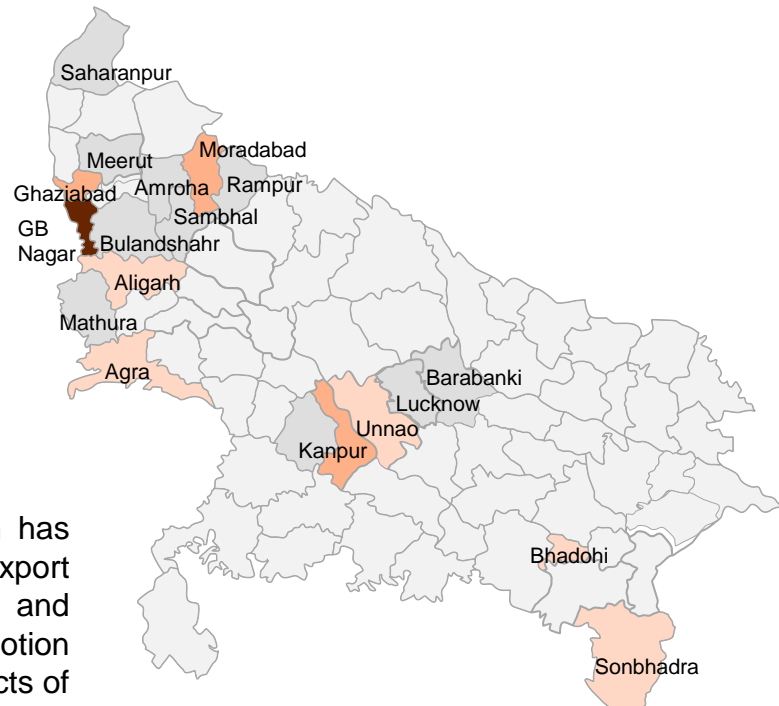 Saharanpur
Meerut
Moradabad
Ghaziabad
Amroha
Rampur
Sambhal
GB
Nagar
Bulandshahr
Aligarh
Mathura
Agra
Barabanki
Lucknow
Unnao
Kanpur
has
xport
and
otion
cts of
Bhadohi
Sonbhadra